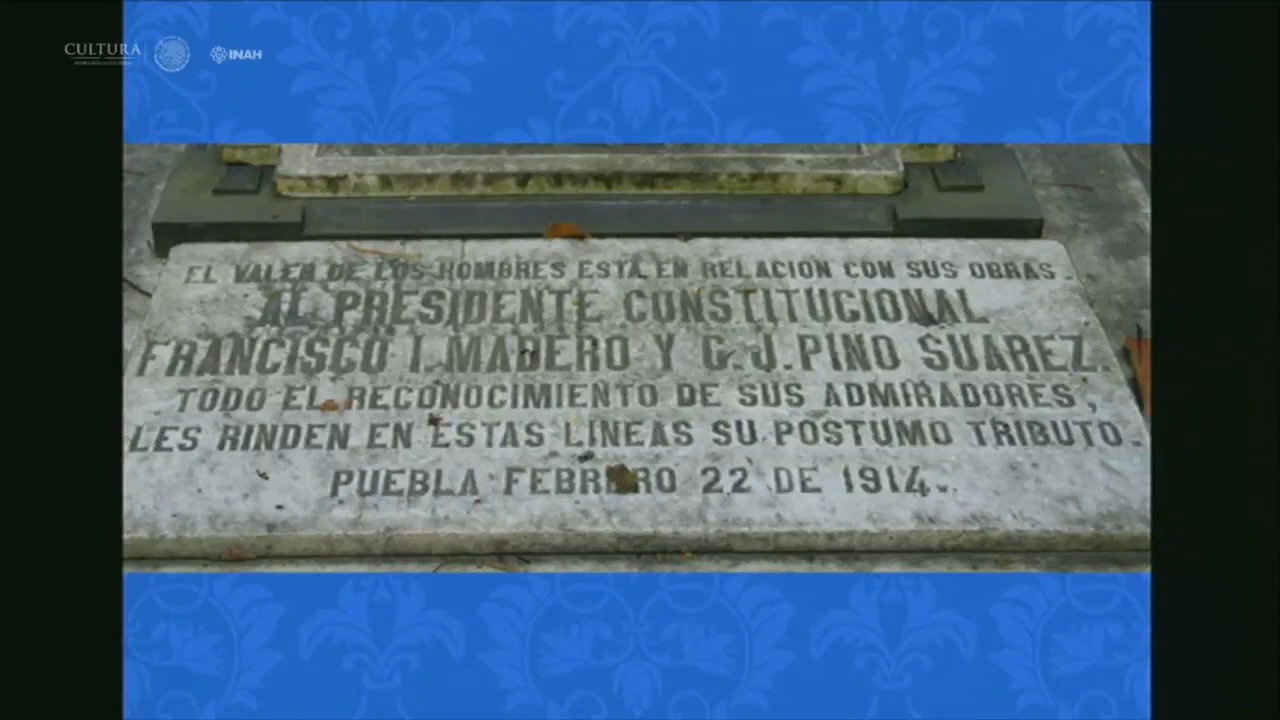 CULTURA
INAH
EL VALER DE LOS HOMBRES ESTA EN RELACION CON SUS OBRAS.
AL PRESIDENTE CONSTITUCIONAL
FRANCISCO I. MADERO Y C. J. PINO SUAREZ.
TODO EL RECONOCIMIENTO DE SUS ADMIRADORES,
LES RINDEN EN ESTAS LINEAS SU POSTUMO TRIBUTO.
PUEBLA FEBRERO 22 DE 1914.